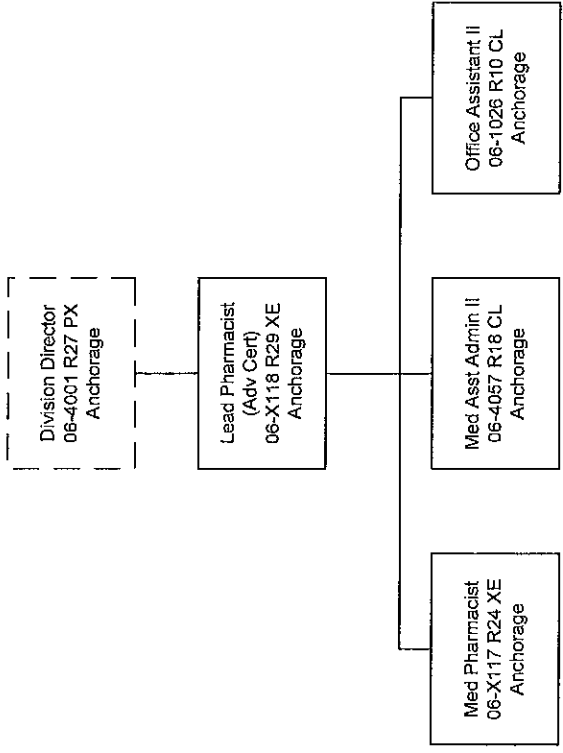 Division Director
06-4001 R27 PX
Anchorage
Lead Pharmacist
(Adv Cert)
06-X118 R29 XE
Anchorage
Med Pharmacist
06-X117 R24 XE
Anchorage
Med Asst Admin II
06-4057 R18 CL
Anchorage
Office Assistant II
06-1026 R10 CL
Anchorage